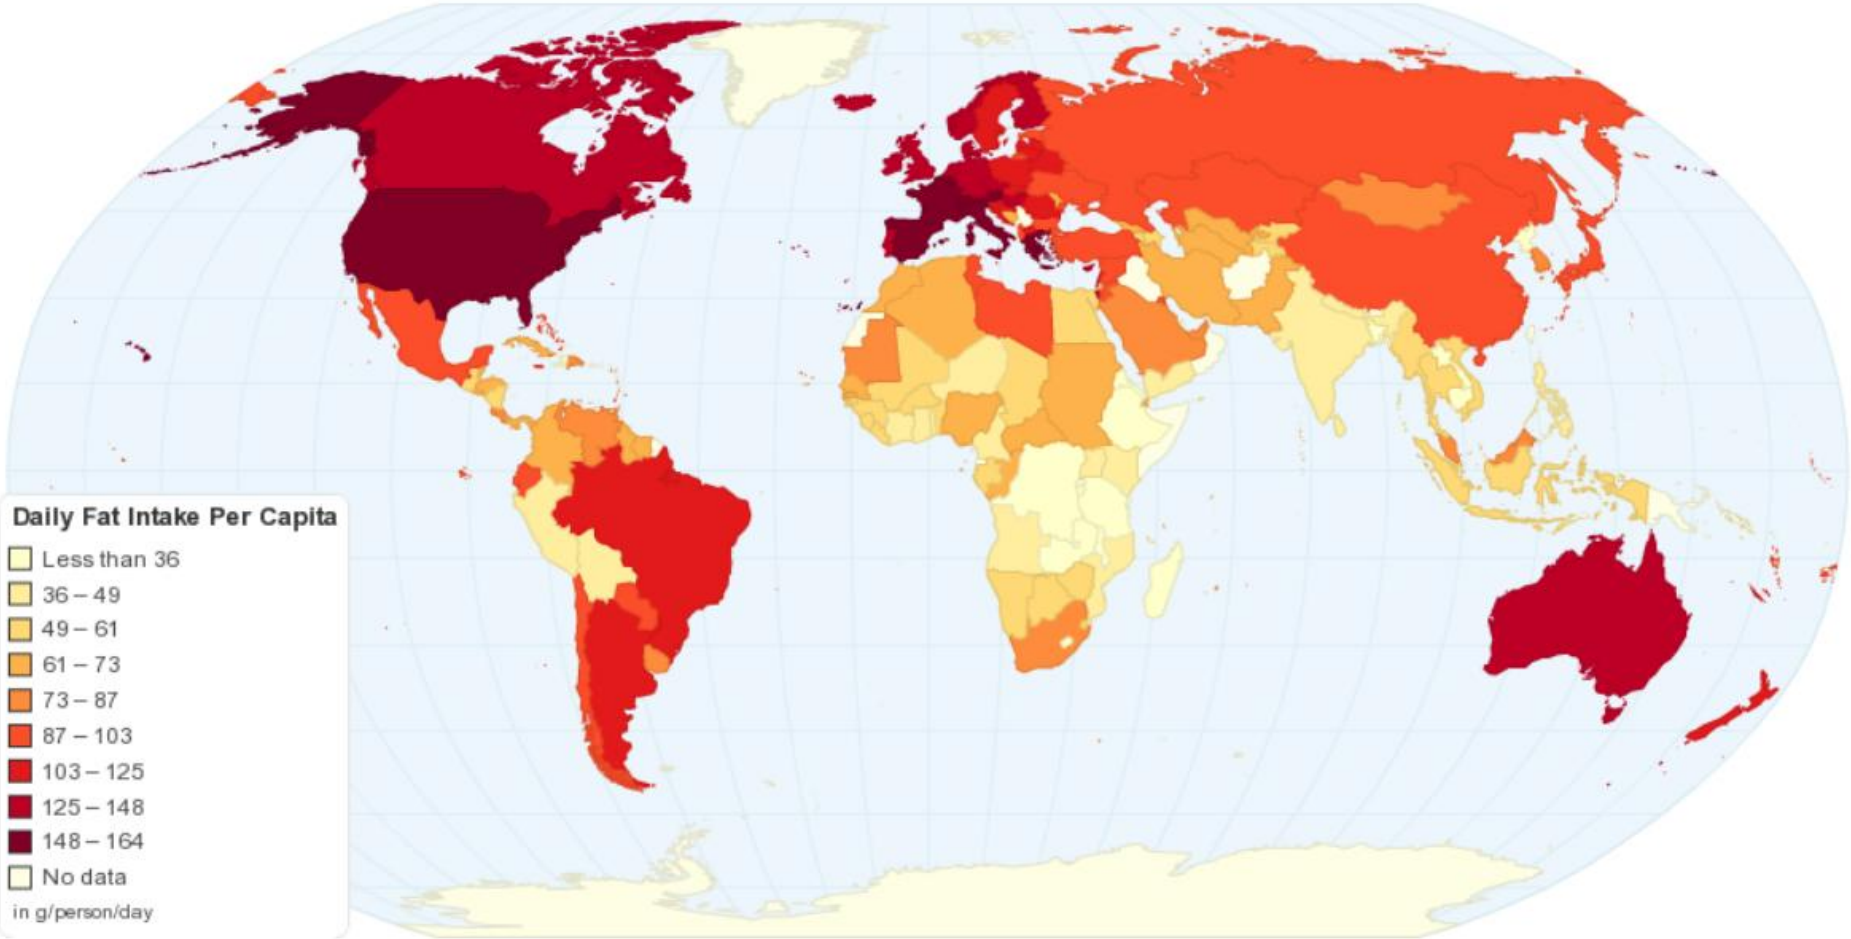 Daily Fat Intake Per Capita
Less than 36
36 – 49
49 – 61
61 – 73
73 – 87
87 – 103
103 – 125
125 – 148
148 – 164
No data
in g/person/day